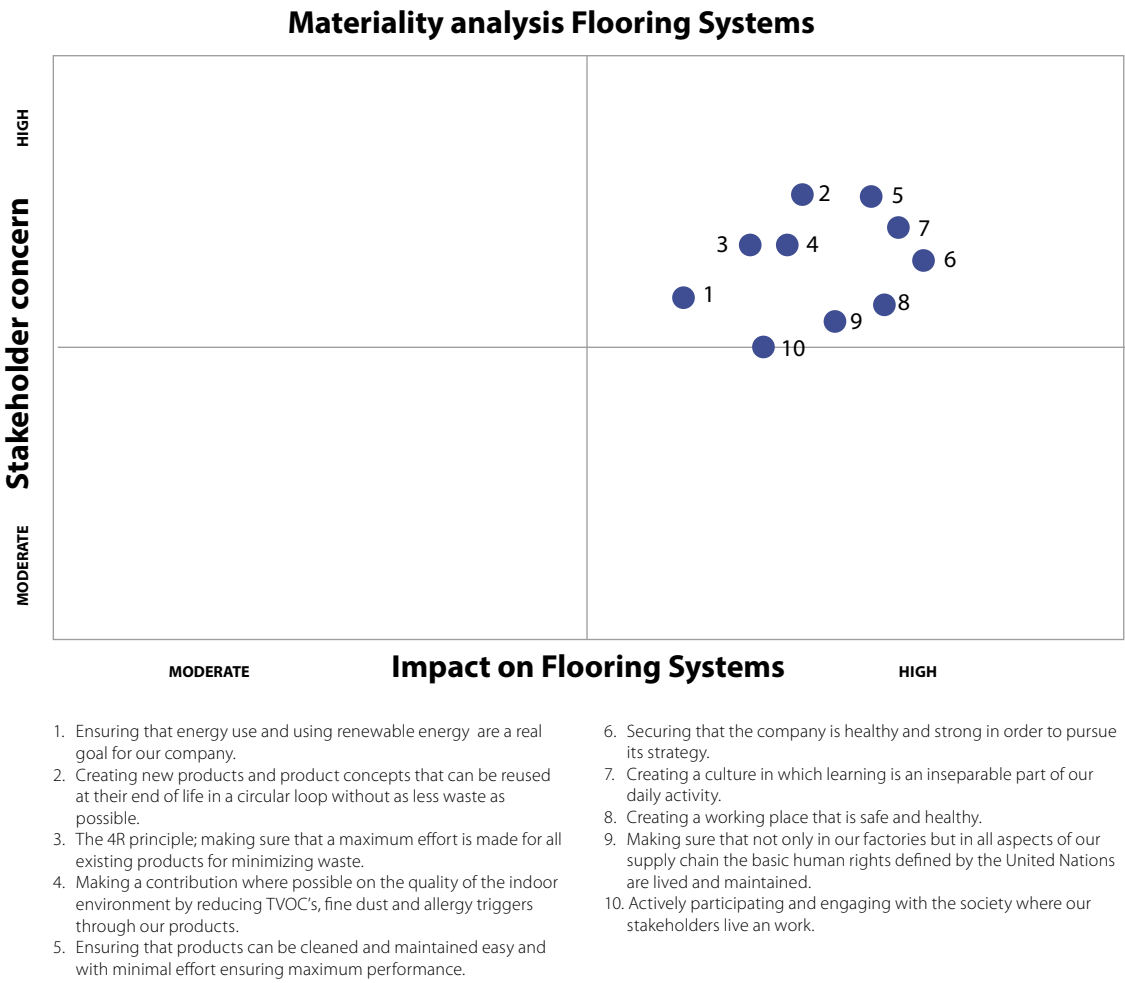 Materiality analysis Flooring Systems
HIGH
Stakeholder concern
MODERATE
2
5
7
3
4
6
1
8
9
10
MODERATE
Impact on Flooring Systems
HIGH
1. Ensuring that energy use and using renewable energy are a real
goal for our company.
2. Creating new products and product concepts that can be reused
at their end of life in a circular loop without as less waste as
possible.
3. The 4R principle; making sure that a maximum effort is made for all
existing products for minimizing waste.
4. Making a contribution where possible on the quality of the indoor
environment by reducing TVOC's, fine dust and allergy triggers
through our products.
5. Ensuring that products can be cleaned and maintained easy and
with minimal effort ensuring maximum performance.
6. Securing that the company is healthy and strong in order to pursue
its strategy.
7. Creating a culture in which learning is an inseparable part of our
daily activity.
8. Creating a working place that is safe and healthy.
9. Making sure that not only in our factories but in all aspects of our
supply chain the basic human rights defined by the United Nations
are lived and maintained.
10. Actively participating and engaging with the society where our
stakeholders live an work.